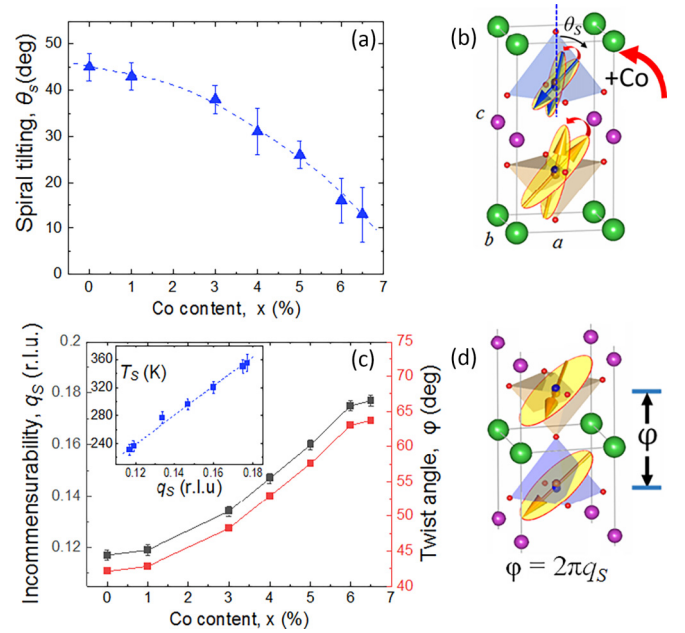 (a)
Spiral tilting, θs (deg)
50
40
30
20
10
0
0 1 2 3 4 5 6 7
Co content, x (%)
(b)
θS
+Co
c
b
a
(c)
Incommensurability, qS (r.l.u.)
0.2
0.18
0.16
0.14
0.12
TS (K)
360
320
280
240
0.12 0.14 0.16 0.18
qS (r.l.u)
75
70
65
60
55
50
45
40
Twist angle, φ (deg)
0 1 2 3 4 5 6 7
Co content, x (%)
(d)
φ
φ = 2πqS